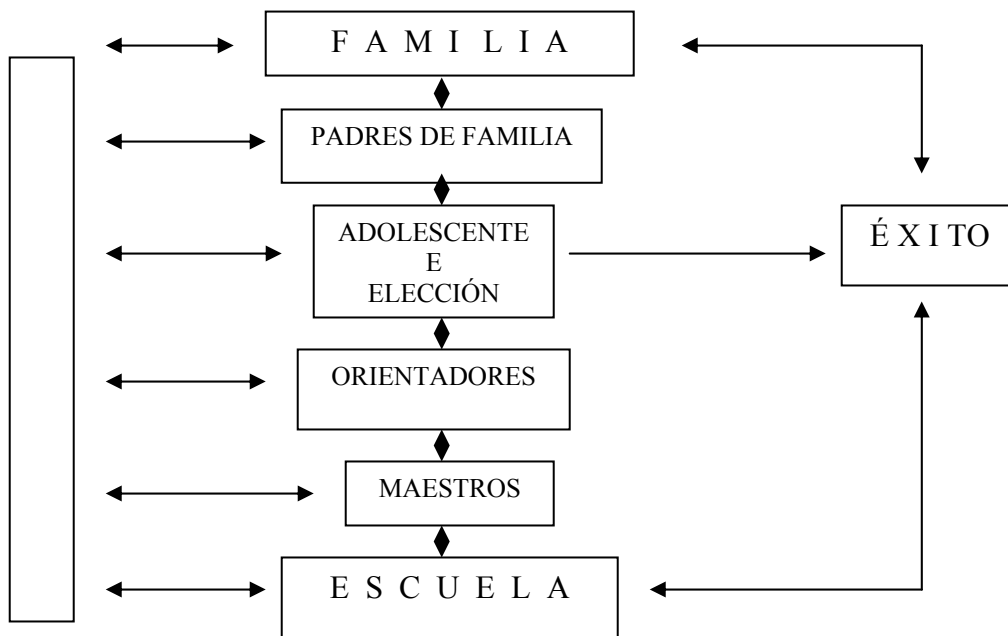 F A M I L I A
PADRES DE FAMILIA
ADOLESCENTE
E
ELECCIÓN
É X I TO
ORIENTADORES
MAESTROS
E S C U E L A